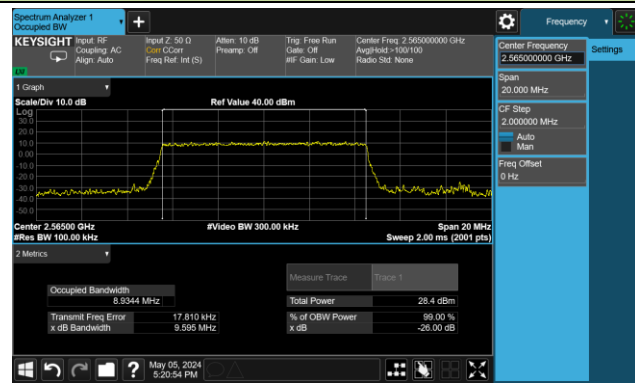 Spectrum Analyzer 1
Occupied BW
Frequency
KEYSIGHT
Input: RF
Coupling: AC
Align: Auto
Input Z: 50 Ω
Corr CCorr
Freq Ref: Int (S)
Atten: 10 dB
Preamp: Off
Trig: Free Run
Gate: Off
#IF Gain: Low
Center Freq: 2.565000000 GHz
Avg|Hold:>100/100
Radio Std: None
Center Frequency
2.565000000 GHz
Settings
Span
20.000 MHz
CF Step
2.000000 MHz
Auto
Man
Freq Offset
0 Hz
1 Graph
Scale/Div 10.0 dB
Ref Value 40.00 dBm
Log
30.0
20.0
10.0
0.00
-10.0
-20.0
-30.0
-40.0
-50.0
Center 2.56500 GHz
#Video BW 300.00 kHz
Span 20 MHz
#Res BW 100.00 kHz
Sweep 2.00 ms (2001 pts)
2 Metrics
Measure Trace
Trace 1
Occupied Bandwidth
8.9344 MHz
Total Power
28.4 dBm
Transmit Freq Error
17.810 kHz
% of OBW Power
99.00 %
x dB Bandwidth
9.595 MHz
x dB
-26.00 dB
?
May 05, 2024
5:20:54 PM